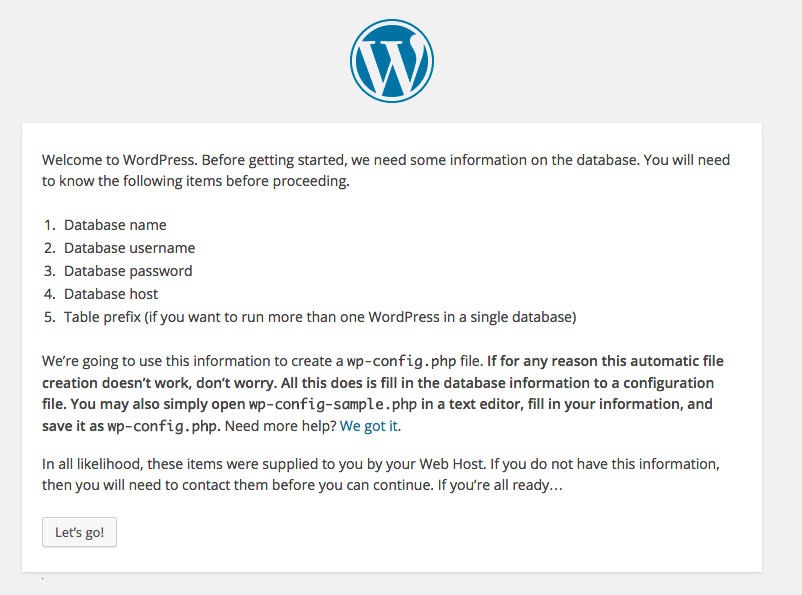 Welcome to WordPress. Before getting started, we need some information on the database. You will need
to know the following items before proceeding.
1. Database name
2. Database username
3. Database password
4. Database host
5. Table prefix (if you want to run more than one WordPress in a single database)
We’re going to use this information to create a wp-config.php file. If for any reason this automatic file
creation doesn’t work, don’t worry. All this does is fill in the database information to a configuration
file. You may also simply open wp-config-sample.php in a text editor, fill in your information, and
save it as wp-config.php. Need more help? We got it.
In all likelihood, these items were supplied to you by your Web Host. If you do not have this information,
then you will need to contact them before you can continue. If you’re all ready…
Let’s go!